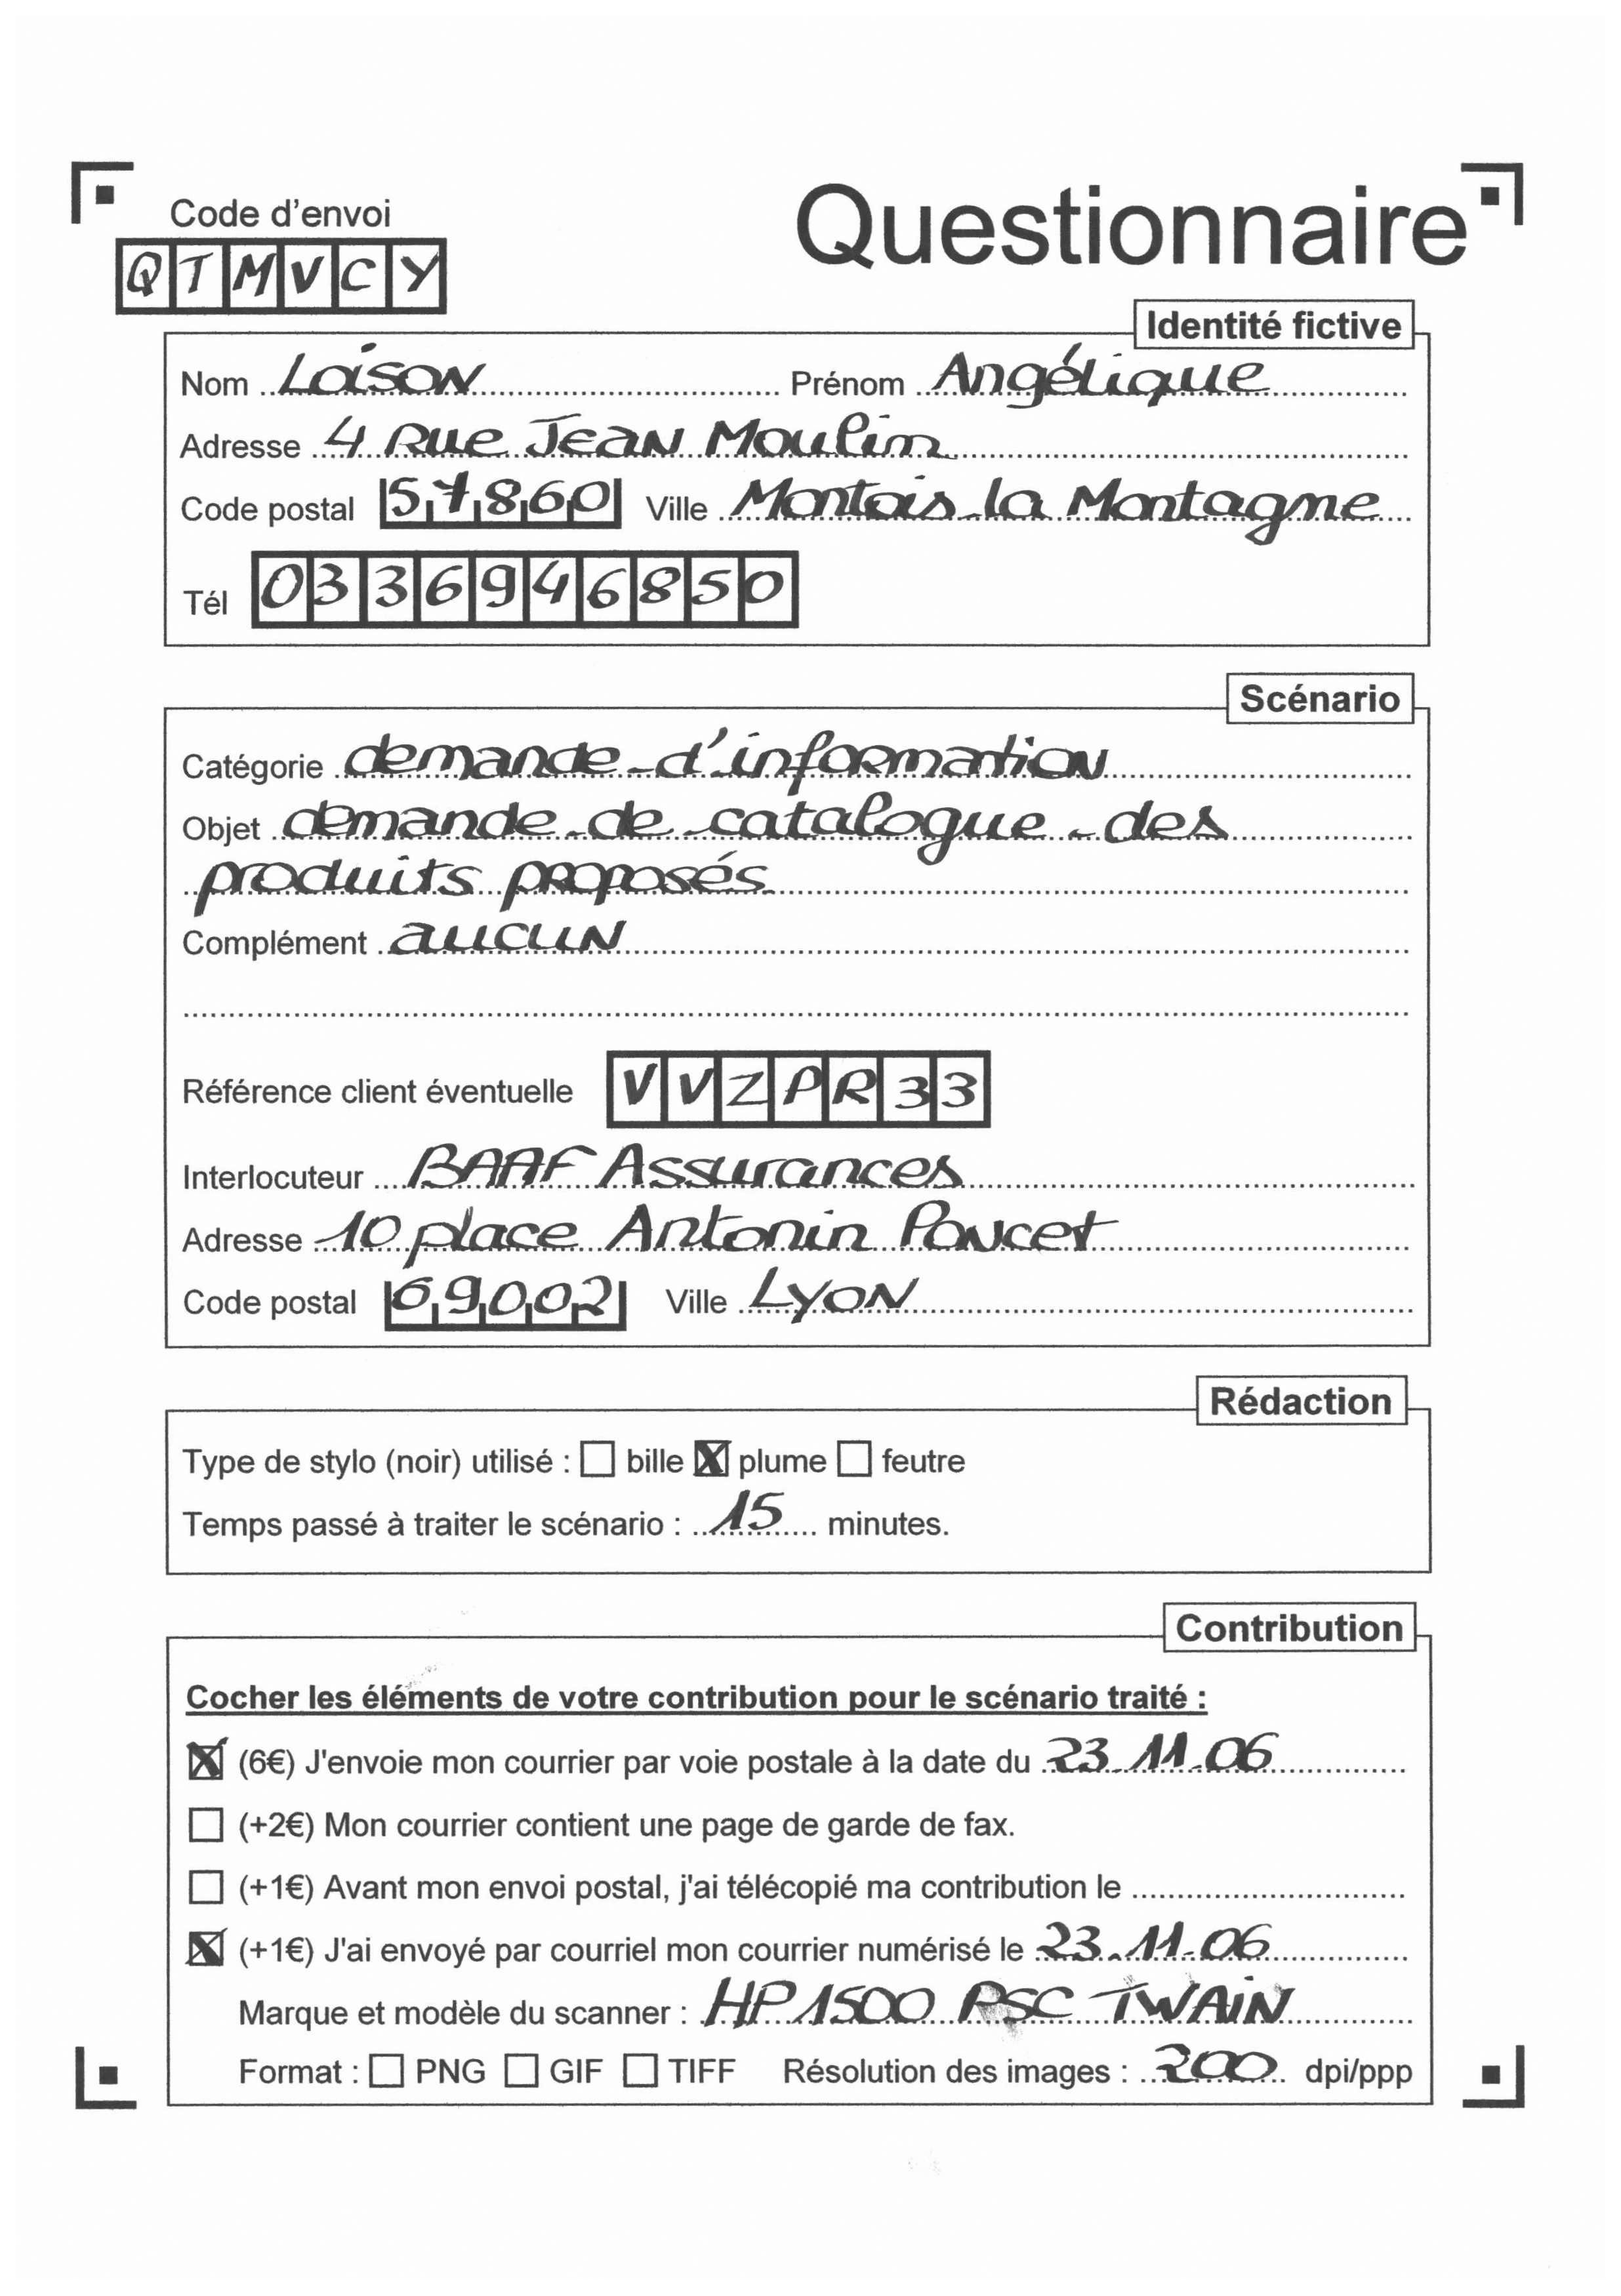 Code d'envoi
Questionnaire
QTMVCY
Identité fictive
Nom Loison Prénom Angélique
Adresse 4 Rue Jean Moulin
Code postal 57860 Ville Montois la Montagne
Tél 0336946850
Scénario
Catégorie demande d'information
Objet demande de catalogue des
produits proposés
Complément aucun
Référence client éventuelle VVZPR33
Interlocuteur BAAF Assurances
Adresse 10 place Antonin Poncet
Code postal 69002 Ville Lyon
Rédaction
Type de stylo (noir) utilisé : ☐ bille ☒ plume ☐ feutre
Temps passé à traiter le scénario : 15 minutes.
Contribution
Cocher les éléments de votre contribution pour le scénario traité :
☒ (6€) J'envoie mon courrier par voie postale à la date du 23.11.06
☐ (+2€) Mon courrier contient une page de garde de fax.
☐ (+1€) Avant mon envoi postal, j'ai télécopié ma contribution le
☒ (+1€) J'ai envoyé par courriel mon courrier numérisé le 23.11.06
Marque et modèle du scanner : HP 1500 PSC TWAIN
Format : ☐ PNG ☐ GIF ☐ TIFF Résolution des images : 200 dpi/ppp